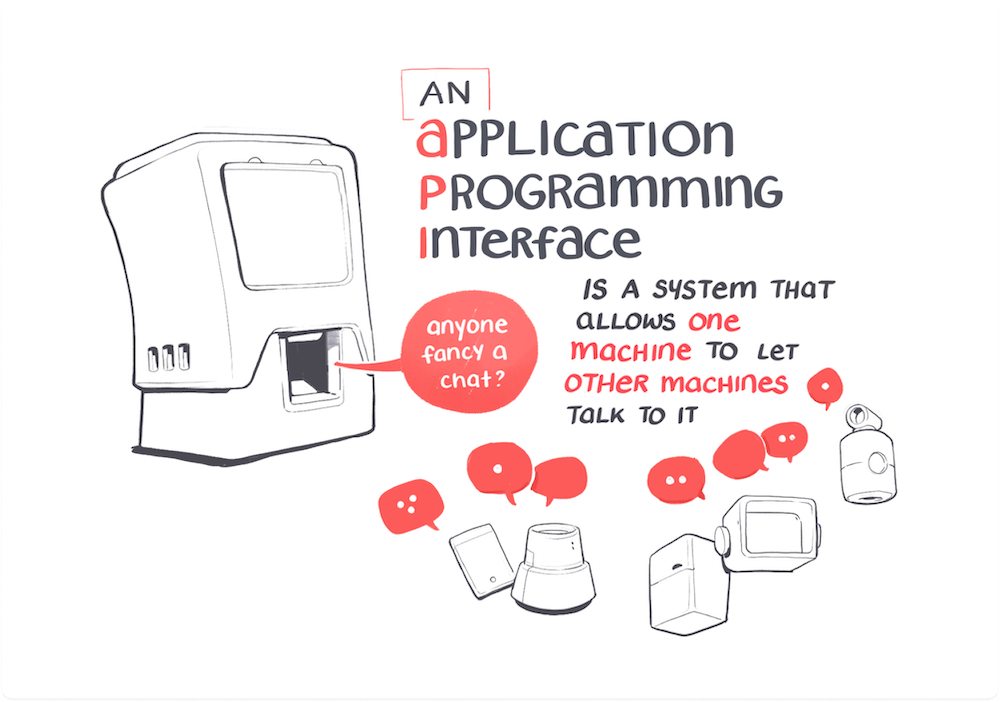 AN
aPPLICaTION
PROGRamming
InTERFace
IS A SYSTEM THAT
ALLOWS ONE
MACHINE TO LET
OTHER MACHINES
TALK TO IT
anyone
fancy a
chat?